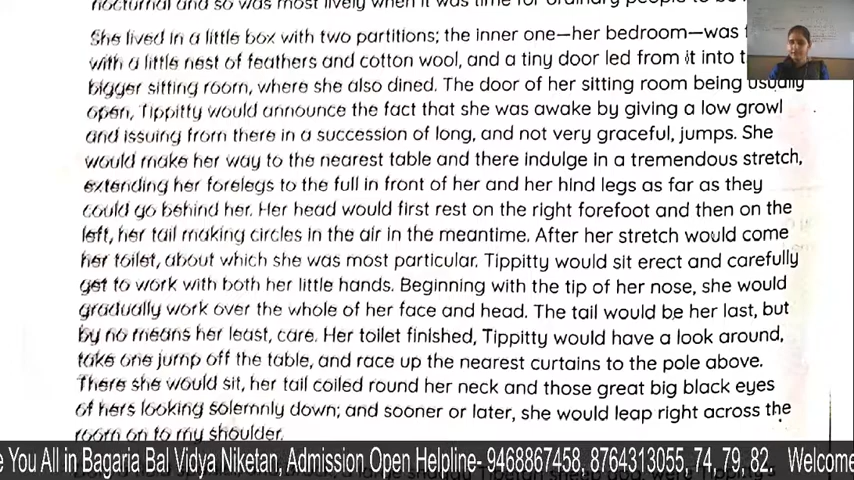 nocturnal and so was most lively when it was time for ordinary people to be
She lived in a little box with two partitions; the inner one—her bedroom—was
with a little nest of feathers and cotton wool, and a tiny door led from it into
bigger sitting room, where she also dined. The door of her sitting room being usually
open, Tippitty would announce the fact that she was awake by giving a low growl
and issuing from there in a succession of long, and not very graceful, jumps. She
would make her way to the nearest table and there indulge in a tremendous stretch,
extending her forelegs to the full in front of her and her hind legs as far as they
could go behind her. Her head would first rest on the right forefoot and then on the
left, her tail making circles in the air in the meantime. After her stretch would come
her toilet, about which she was most particular. Tippitty would sit erect and carefully
get to work with both her little hands. Beginning with the tip of her nose, she would
gradually work over the whole of her face and head. The tail would be her last, but
by no means her least, care. Her toilet finished, Tippitty would have a look around,
take one jump off the table, and race up the nearest curtains to the pole above.
There she would sit, her tail coiled round her neck and those great big black eyes
of hers looking solemnly down; and sooner or later, she would leap right across the
room on to my shoulder.
e You All in Bagaria Bal Vidya Niketan, Admission Open Helpline- 9468867458, 8764313055, 74, 79, 82. Welcome